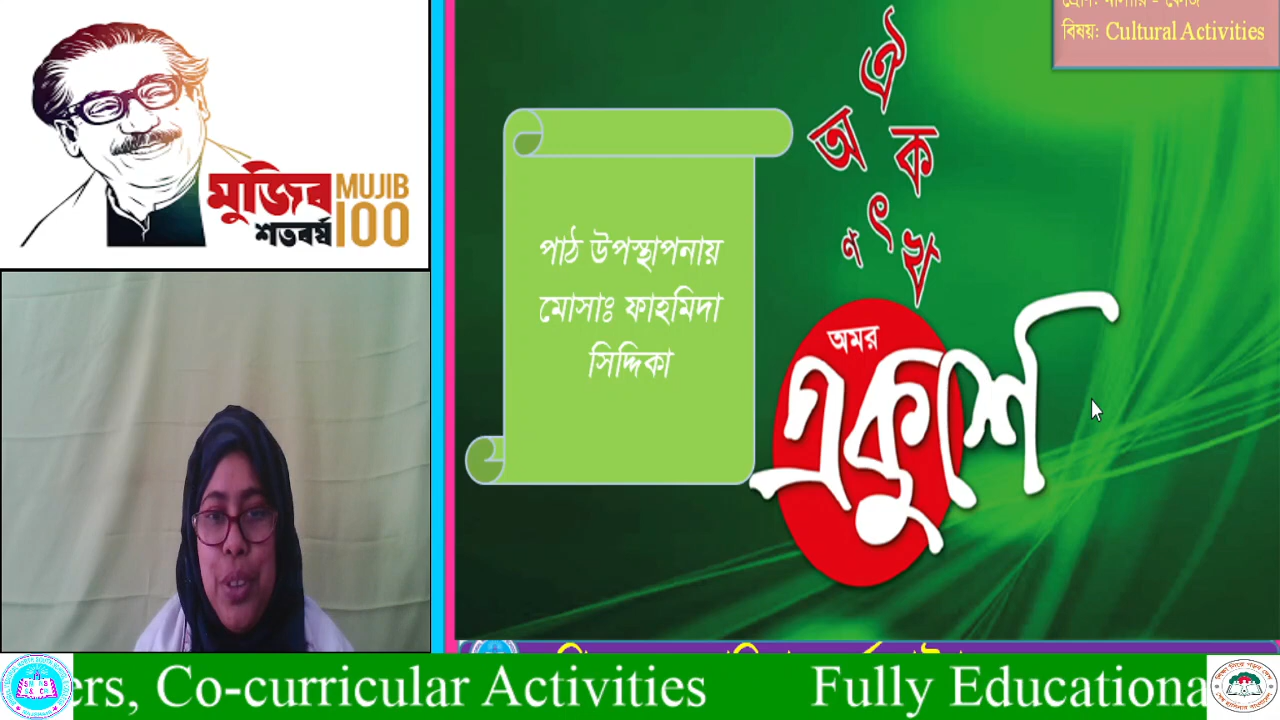 মুজিব
শতবর্ষ
MUJIB
100
শ্রেণি: নার্সারি - কেজি
বিষয়: Cultural Activities
ঐ
অ ক
ৎ
ণ খ
পাঠ উপস্থাপনায়
মোসাঃ ফাহমিদা
সিদ্দিকা
অমর
একুশে
ers, Co-curricular Activities Fully Educationa